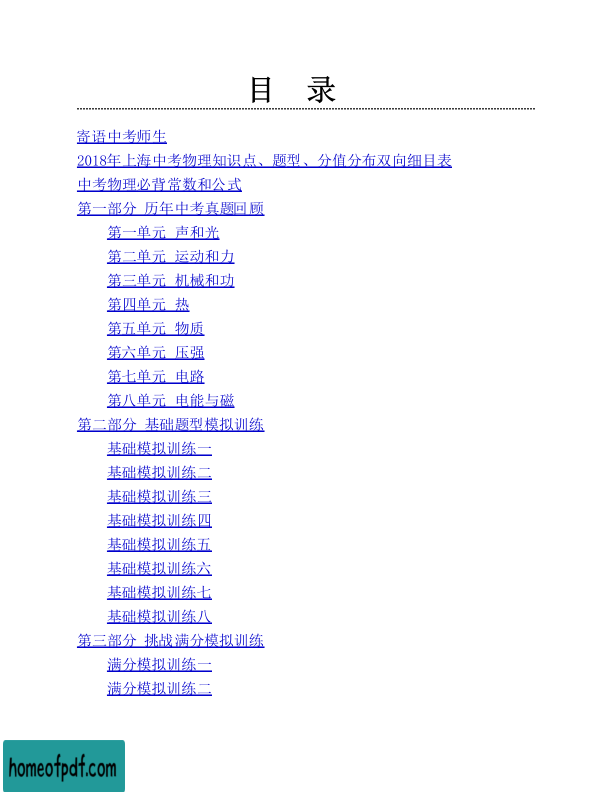 目 录
寄语中考师生
2018年上海中考物理知识点、题型、分值分布双向细目表
中考物理必背常数和公式
第一部分 历年中考真题回顾
第一单元 声和光
第二单元 运动和力
第三单元 机械和功
第四单元 热
第五单元 物质
第六单元 压强
第七单元 电路
第八单元 电能与磁
第二部分 基础题型模拟训练
基础模拟训练一
基础模拟训练二
基础模拟训练三
基础模拟训练四
基础模拟训练五
基础模拟训练六
基础模拟训练七
基础模拟训练八
第三部分 挑战满分模拟训练
满分模拟训练一
满分模拟训练二
homeofpdf.com